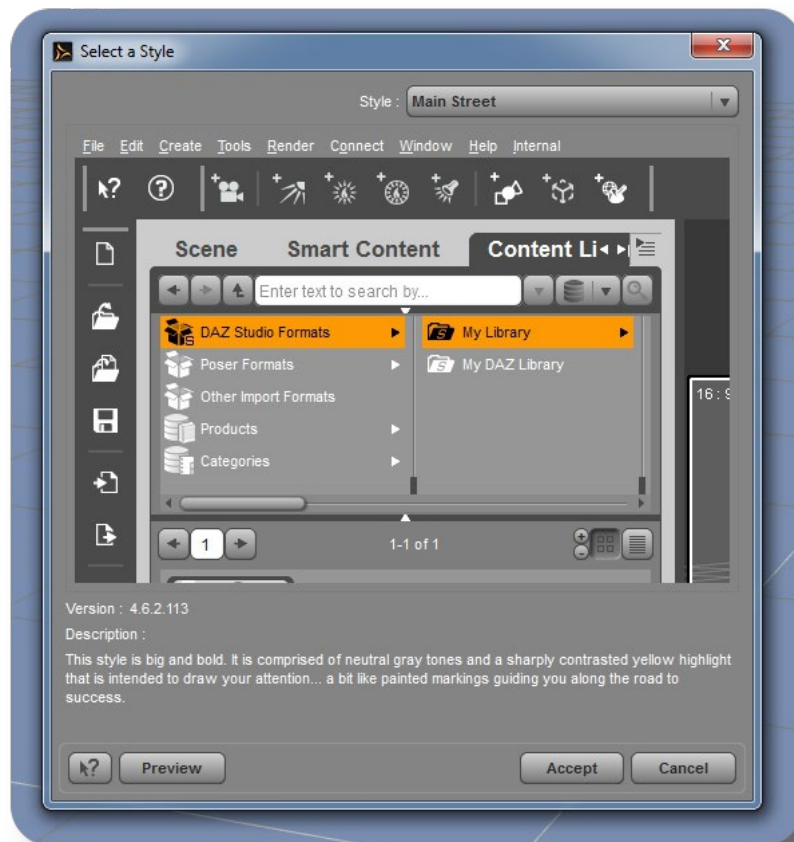 Select a Style
Style : Main Street
File Edit Create Tools Render Connect Window Help Internal
Scene Smart Content Content Li
Enter text to search by...
DAZ Studio Formats
My Library
Poser Formats
My DAZ Library
Other Import Formats
Products
Categories
16 : 9
1
1-1 of 1
Version : 4.6.2.113
Description :
This style is big and bold. It is comprised of neutral gray tones and a sharply contrasted yellow highlight
that is intended to draw your attention... a bit like painted markings guiding you along the road to
success.
Preview Accept Cancel